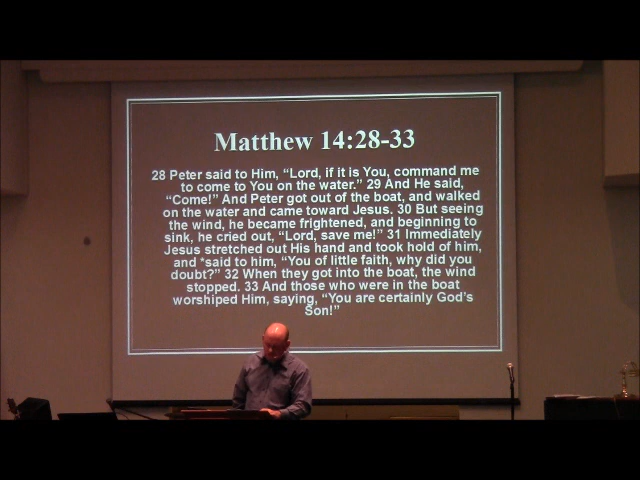 Matthew 14:28-33
28 Peter said to Him, “Lord, if it is You, command me
to come to You on the water.” 29 And He said,
“Come!” And Peter got out of the boat, and walked
on the water and came toward Jesus. 30 But seeing
the wind, he became frightened, and beginning to
sink, he cried out, “Lord, save me!” 31 Immediately
Jesus stretched out His hand and took hold of him,
and *said to him, “You of little faith, why did you
doubt?” 32 When they got into the boat, the wind
stopped. 33 And those who were in the boat
worshiped Him, saying, “You are certainly God’s
Son!”